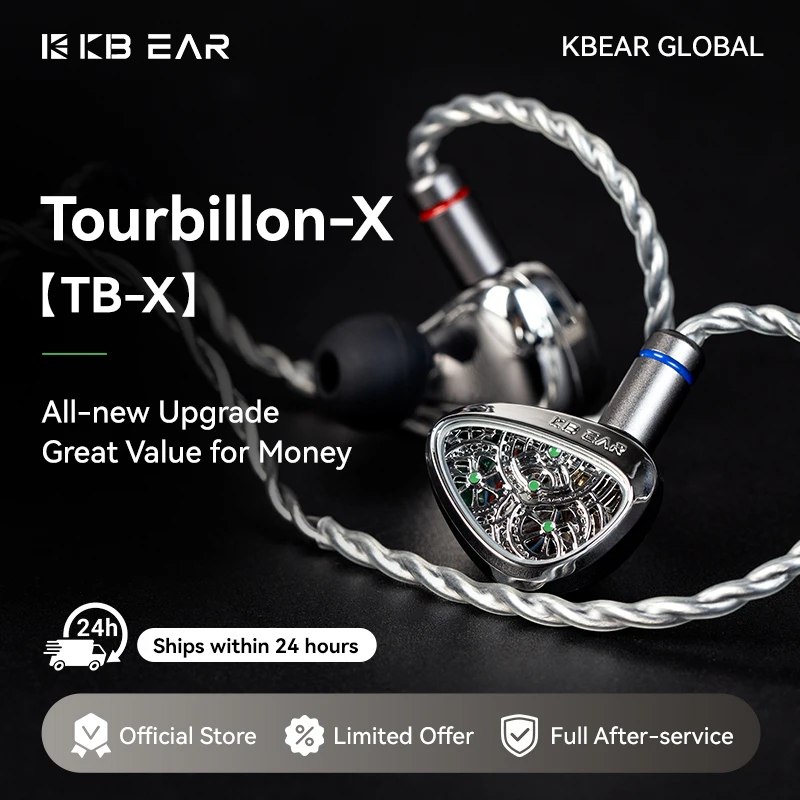 KB EAR
KBEAR GLOBAL
Tourbillon-X
【TB-X】
All-new Upgrade
Great Value for Money
KB EAR
24h
Ships within 24 hours
Official Store
Limited Offer
Full After-service